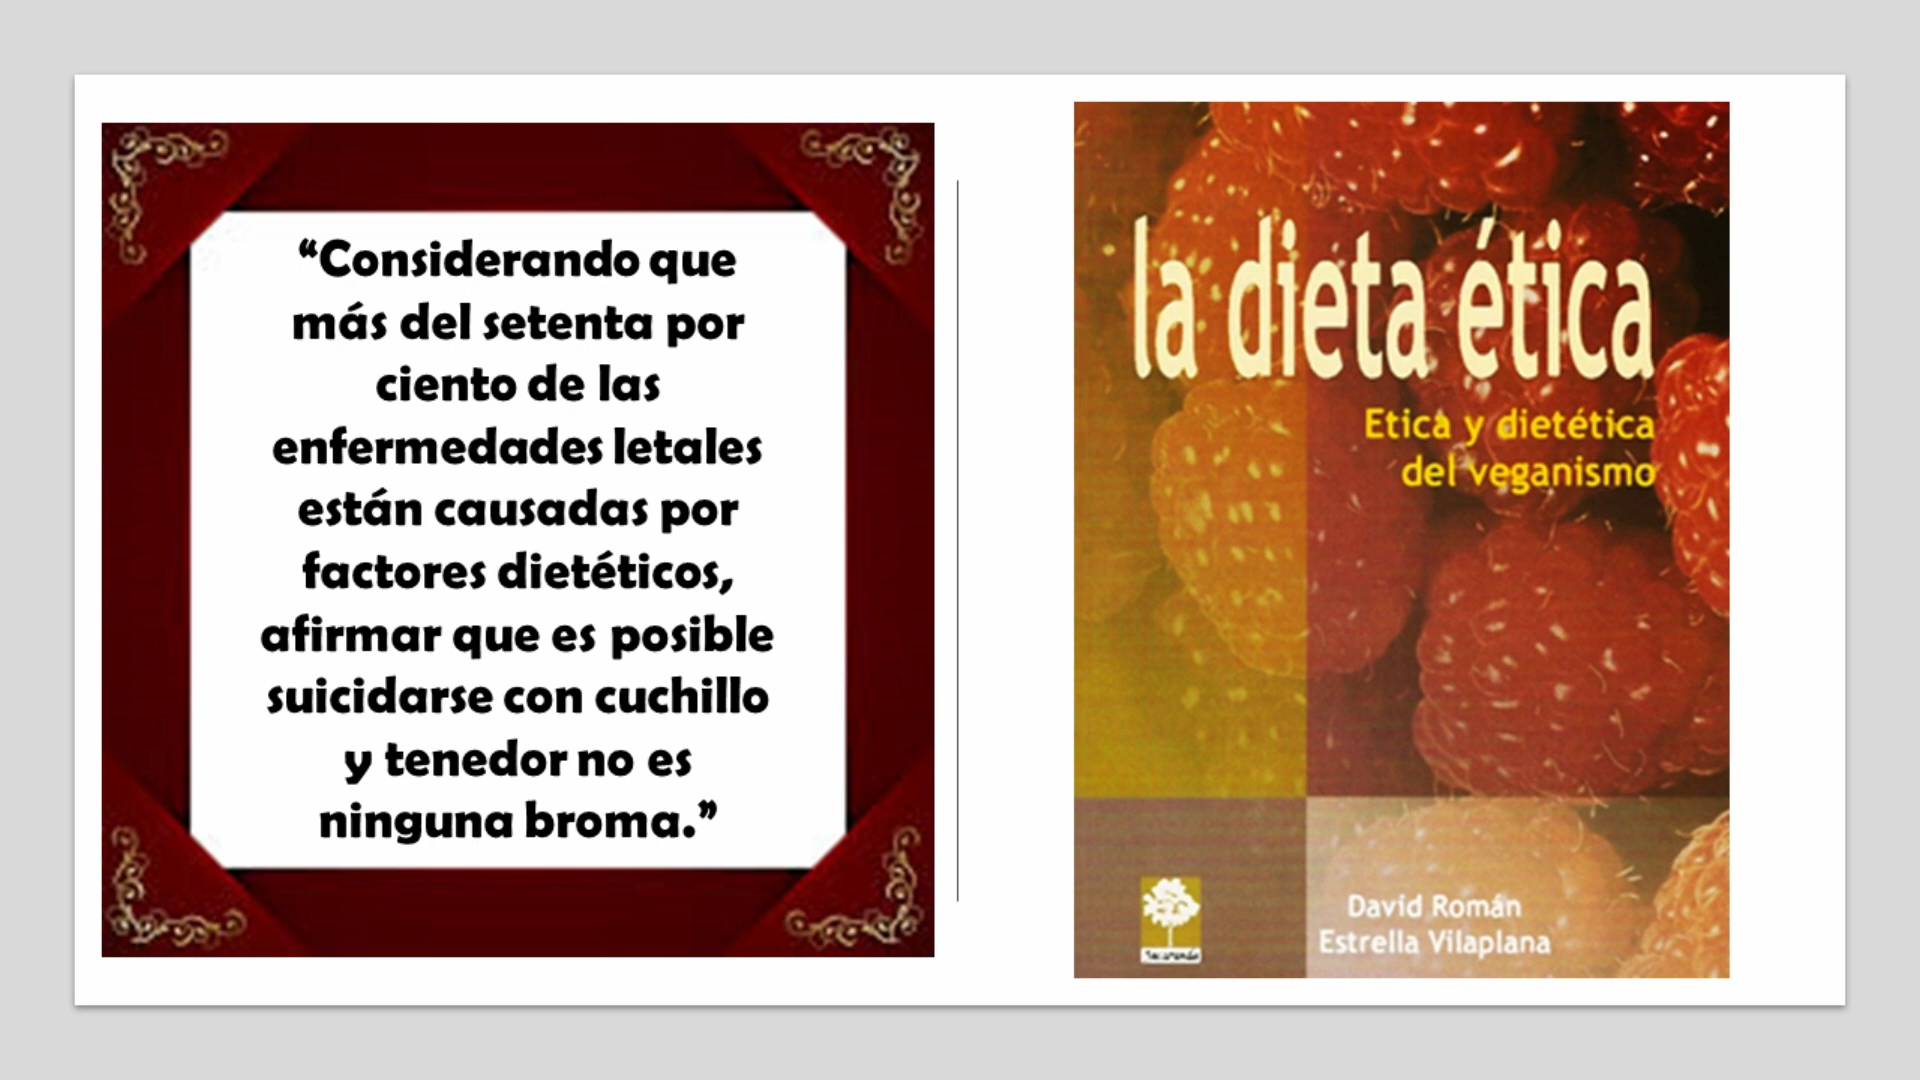 “Considerando que
más del setenta por
ciento de las
enfermedades letales
están causadas por
factores dietéticos,
afirmar que es posible
suicidarse con cuchillo
y tenedor no es
ninguna broma.”
la dieta ética
Etica y dietética
del veganismo
David Román
Estrella Vilaplana